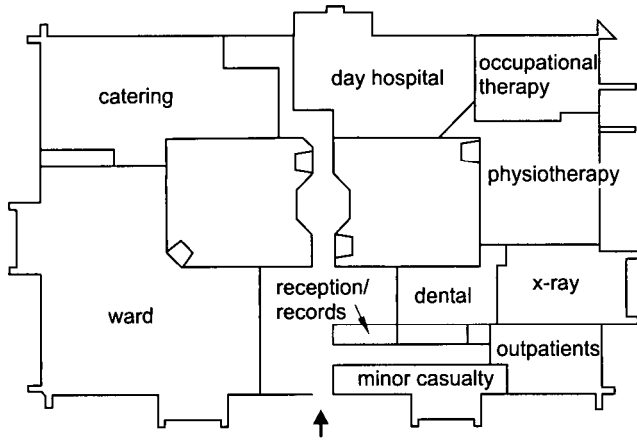 catering
day hospital
occupational
therapy
physiotherapy
ward
reception/
records
dental
x-ray
outpatients
minor casualty